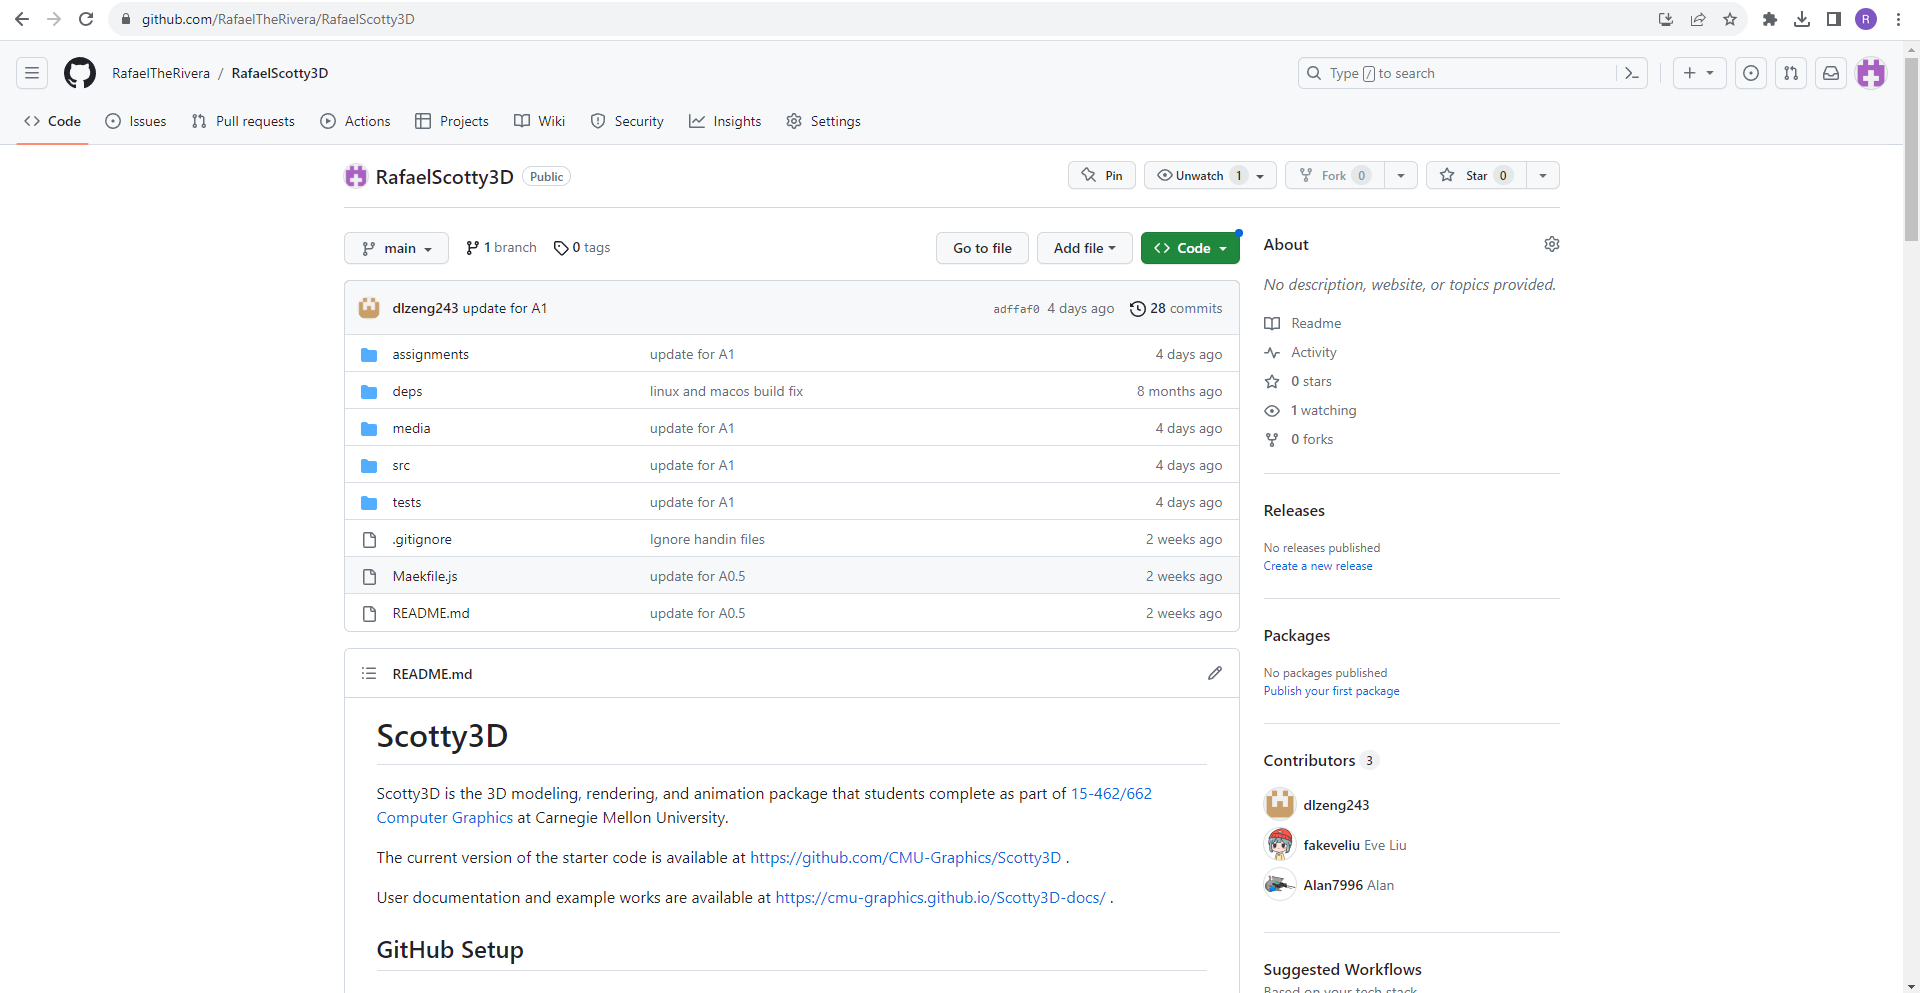 github.com/RafaelTheRivera/RafaelScotty3D
R
RafaelTheRivera / RafaelScotty3D
Type / to search
Code Issues Pull requests Actions Projects Wiki Security Insights Settings
RafaelScotty3D Public
Pin Unwatch 1 Fork 0 Star 0
main 1 branch 0 tags Go to file Add file Code
dlzeng243 update for A1 adffaf0 4 days ago 28 commits
assignments update for A1 4 days ago
deps linux and macos build fix 8 months ago
media update for A1 4 days ago
src update for A1 4 days ago
tests update for A1 4 days ago
.gitignore Ignore handin files 2 weeks ago
Maekfile.js update for A0.5 2 weeks ago
README.md update for A0.5 2 weeks ago
README.md
Scotty3D
Scotty3D is the 3D modeling, rendering, and animation package that students complete as part of 15-462/662
Computer Graphics at Carnegie Mellon University.
The current version of the starter code is available at https://github.com/CMU-Graphics/Scotty3D .
User documentation and example works are available at https://cmu-graphics.github.io/Scotty3D-docs/ .
GitHub Setup
About
No description, website, or topics provided.
Readme
Activity
0 stars
1 watching
0 forks
Releases
No releases published
Create a new release
Packages
No packages published
Publish your first package
Contributors 3
dlzeng243
fakeveliu Eve Liu
Alan7996 Alan
Suggested Workflows
Based on your tech stack